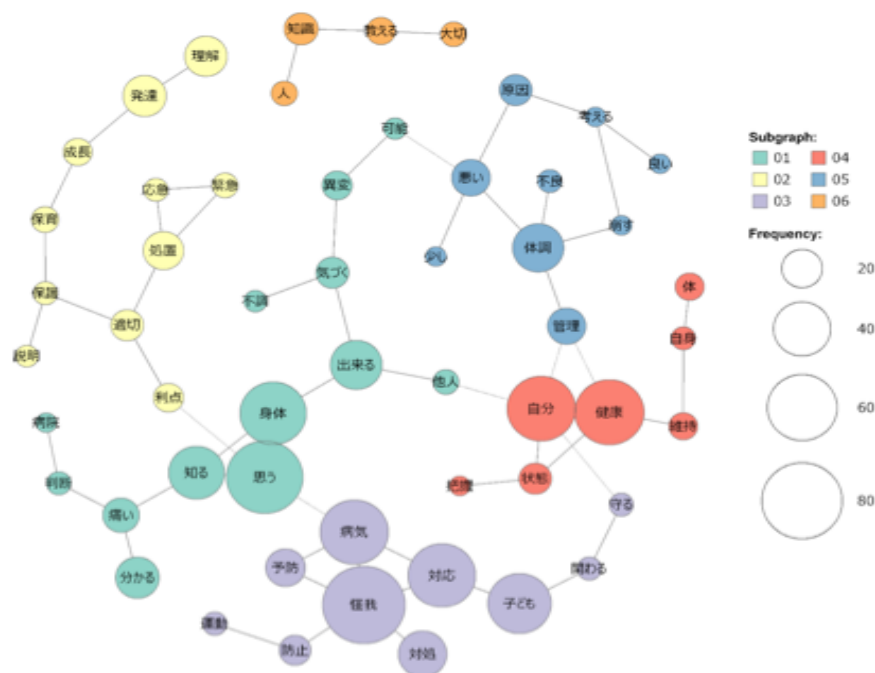 知識
教える
大切
人
理解
発達
成長
保育
保護
説明
応急
緊急
処置
適切
利点
可能
異変
気づく
不調
出来る
他人
身体
知る
思う
病院
判断
痛い
分かる
原因
考える
良い
悪い
不良
少し
体調
崩す
管理
体
自身
維持
自分
健康
状態
把握
守る
関わる
子ども
病気
予防
対応
怪我
運動
防止
対処
Subgraph:
01 04
02 05
03 06
Frequency:
20
40
60
80